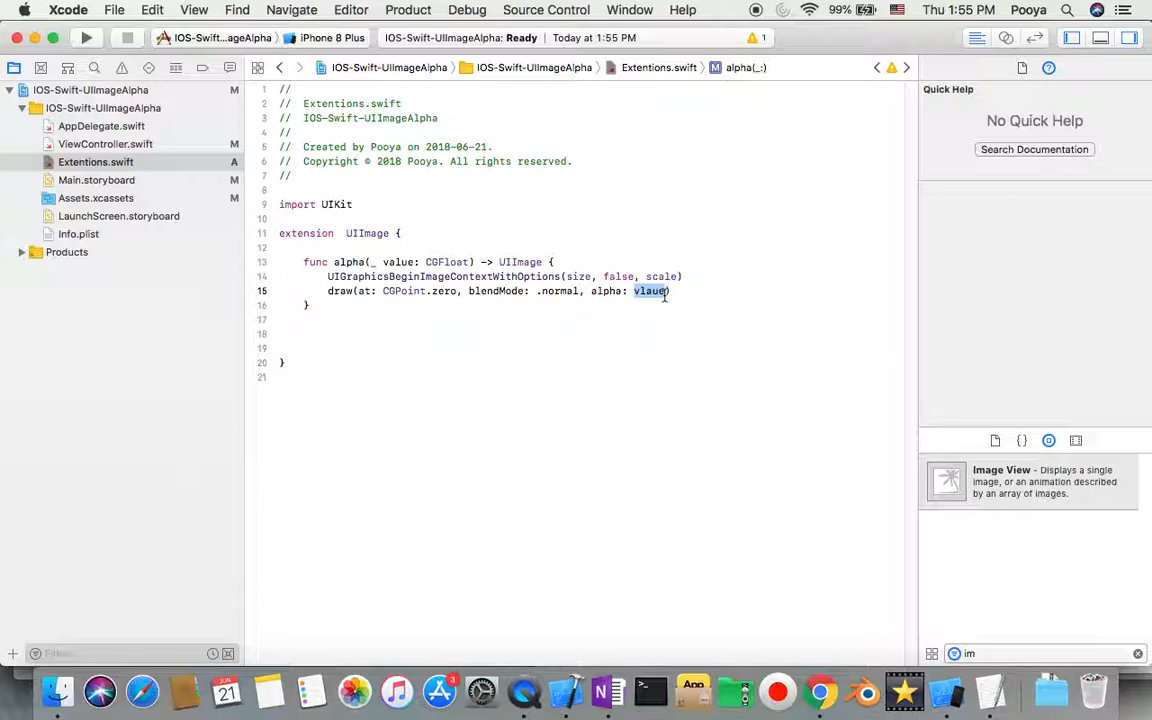 Xcode File Edit View Find Navigate Editor Product Debug Source Control Window Help 99% Thu 1:55 PM Pooya
IOS-Swift...ageAlpha iPhone 8 Plus IOS-Swift-UIImageAlpha: Ready Today at 1:55 PM 1
IOS-Swift-UIImageAlpha IOS-Swift-UIImageAlpha Extentions.swift M alpha(_:)
IOS-Swift-UIImageAlpha M
IOS-Swift-UIImageAlpha
AppDelegate.swift
ViewController.swift M
Extentions.swift A
Main.storyboard M
Assets.xcassets M
LaunchScreen.storyboard
Info.plist
Products
1 //
2 // Extentions.swift
3 // IOS-Swift-UIImageAlpha
4 //
5 // Created by Pooya on 2018-06-21.
6 // Copyright © 2018 Pooya. All rights reserved.
7 //
8
9 import UIKit
10
11 extension UIImage {
12
13 func alpha(_ value: CGFloat) -> UIImage {
14 UIGraphicsBeginImageContextWithOptions(size, false, scale)
15 draw(at: CGPoint.zero, blendMode: .normal, alpha: vlaue)
16 }
17
18
19
20 }
21
Quick Help
No Quick Help
Search Documentation
Image View - Displays a single
image, or an animation described
by an array of images.
Filter
im
3
JUN
21
App